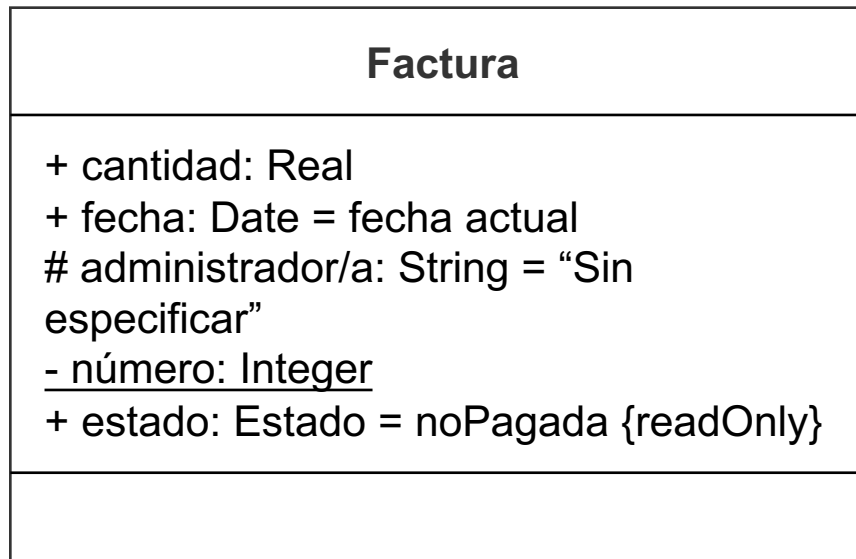 Factura
+ cantidad: Real
+ fecha: Date = fecha actual
# administrador/a: String = “Sin
especificar”
- número: Integer
+ estado: Estado = noPagada {readOnly}